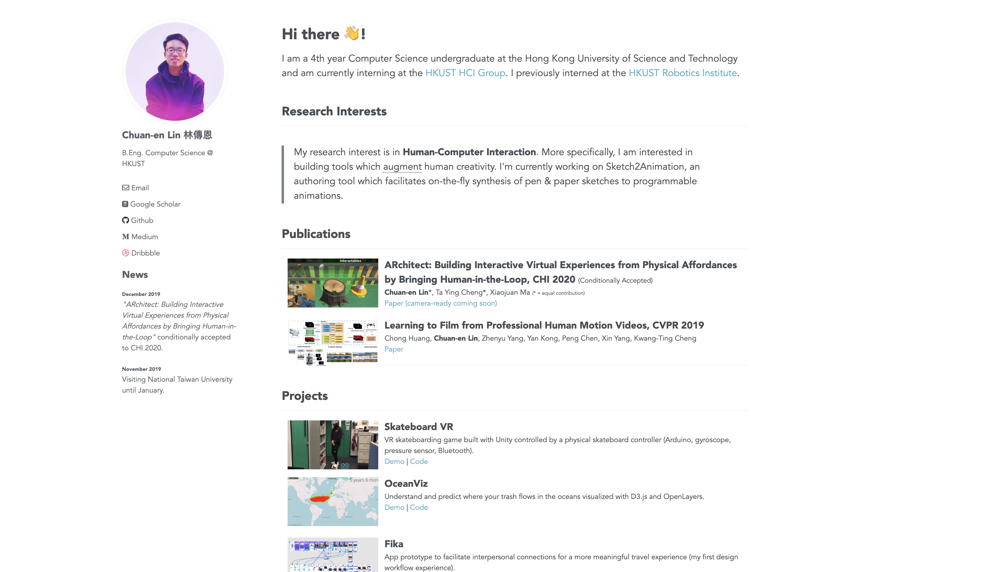 Chuan-en Lin 林傳恩
B.Eng. Computer Science @
HKUST
Email
Google Scholar
Github
Medium
Dribbble
News
December 2019
"ARchitect: Building Interactive
Virtual Experiences from Physical
Affordances by Bringing Human-in-
the-Loop" conditionally accepted
to CHI 2020.
November 2019
Visiting National Taiwan University
until January.
Hi there 👋!
I am a 4th year Computer Science undergraduate at the Hong Kong University of Science and Technology
and am currently interning at the HKUST HCI Group. I previously interned at the HKUST Robotics Institute.
Research Interests
My research interest is in Human-Computer Interaction. More specifically, I am interested in
building tools which augment human creativity. I'm currently working on Sketch2Animation, an
authoring tool which facilitates on-the-fly synthesis of pen & paper sketches to programmable
animations.
Publications
Obstacles Interactables
ARchitect: Building Interactive Virtual Experiences from Physical Affordances
by Bringing Human-in-the-Loop, CHI 2020 (Conditionally Accepted)
Chuan-en Lin*, Ta Ying Cheng*, Xiaojuan Ma (* = equal contribution)
Paper (camera-ready coming soon)
Feature Extraction Prediction Network Motion Estimation
Learning to Film from Professional Human Motion Videos, CVPR 2019
Chong Huang, Chuan-en Lin, Zhenyu Yang, Yan Kong, Peng Chen, Xin Yang, Kwang-Ting Cheng
Paper
Projects
Skateboard VR
VR skateboarding game built with Unity controlled by a physical skateboard controller (Arduino, gyroscope,
pressure sensor, Bluetooth).
Demo | Code
Predicting
5 years 6 mon
OceanViz
Understand and predict where your trash flows in the oceans visualized with D3.js and OpenLayers.
Demo | Code
Fika
App prototype to facilitate interpersonal connections for a more meaningful travel experience (my first design
workflow experience).